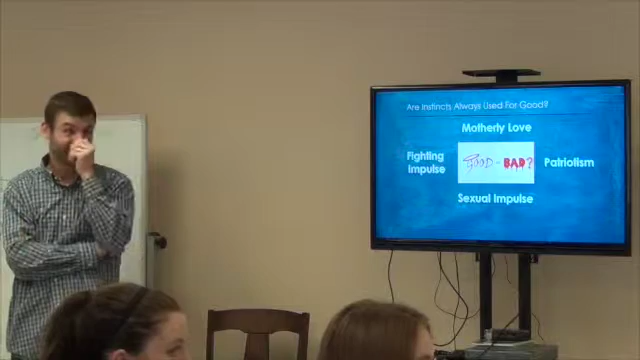 Are Instincts Always Used For Good?
Motherly Love
Fighting
Impulse
GOOD - BAD?
Patriotism
Sexual Impulse